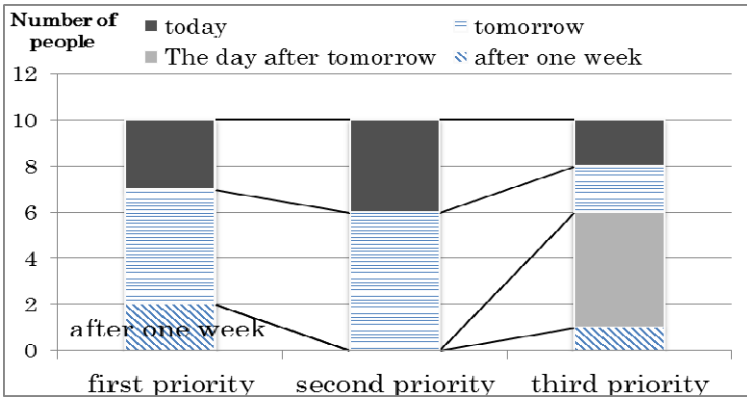 Number of
people
today
tomorrow
The day after tomorrow
after one week
12
10
8
6
4
2
0
after one week
first priority
second priority
third priority